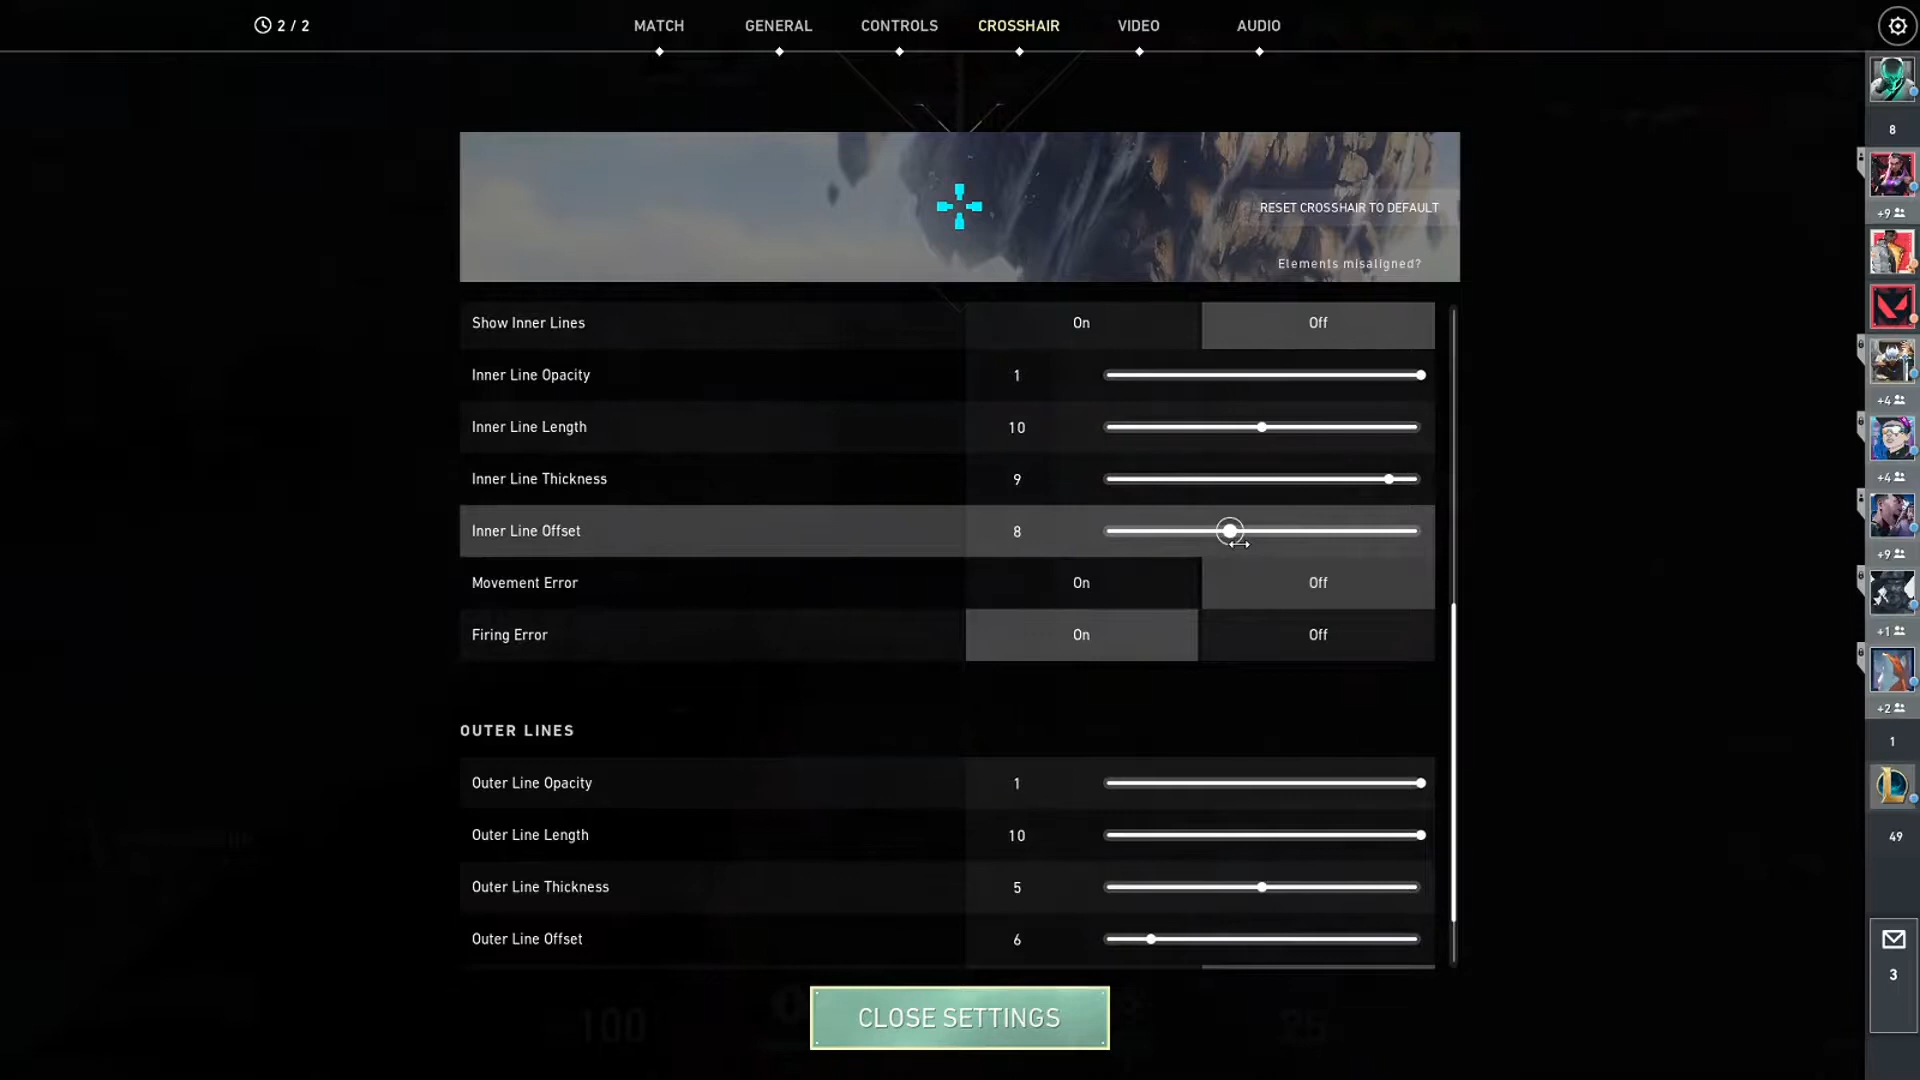 2 / 2
MATCH
GENERAL
CONTROLS
CROSSHAIR
VIDEO
AUDIO
RESET CROSSHAIR TO DEFAULT
Elements misaligned?
Show Inner Lines On Off
Inner Line Opacity 1
Inner Line Length 10
Inner Line Thickness 9
Inner Line Offset 8
Movement Error On Off
Firing Error On Off
OUTER LINES
Outer Line Opacity 1
Outer Line Length 10
Outer Line Thickness 5
Outer Line Offset 6
CLOSE SETTINGS
100
25
8
+9
+4
+4
+9
+1
+2
1
49
3